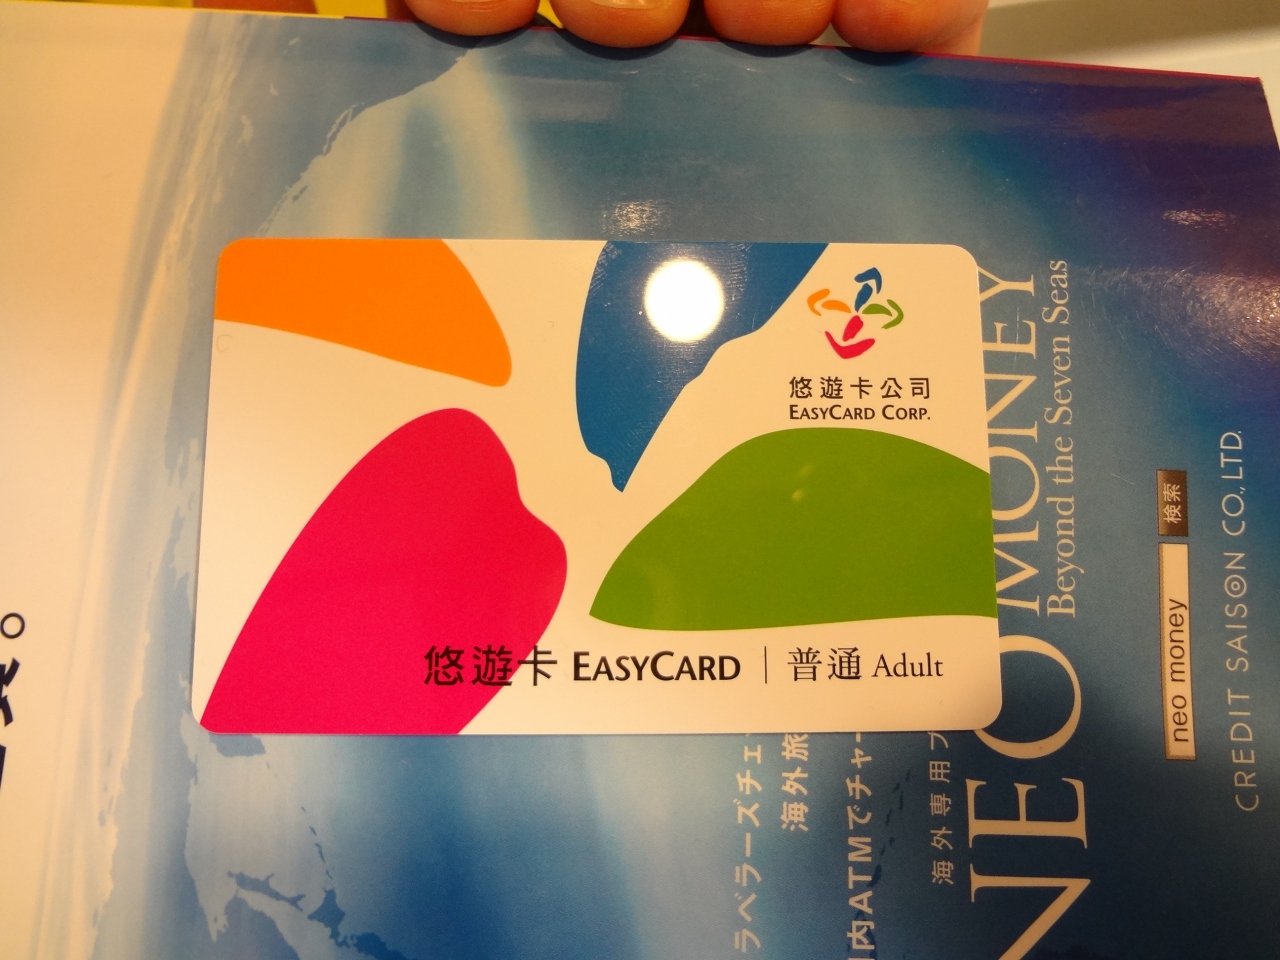 悠遊卡公司
EASYCARD CORP.
悠遊卡 EASYCARD | 普通 Adult
NEO MONEY
Beyond the Seven Seas
海外専用プ
内ATMでチャー
海外旅
ラベラーズチェ
neo money 検索
CREDIT SAISON CO., LTD.